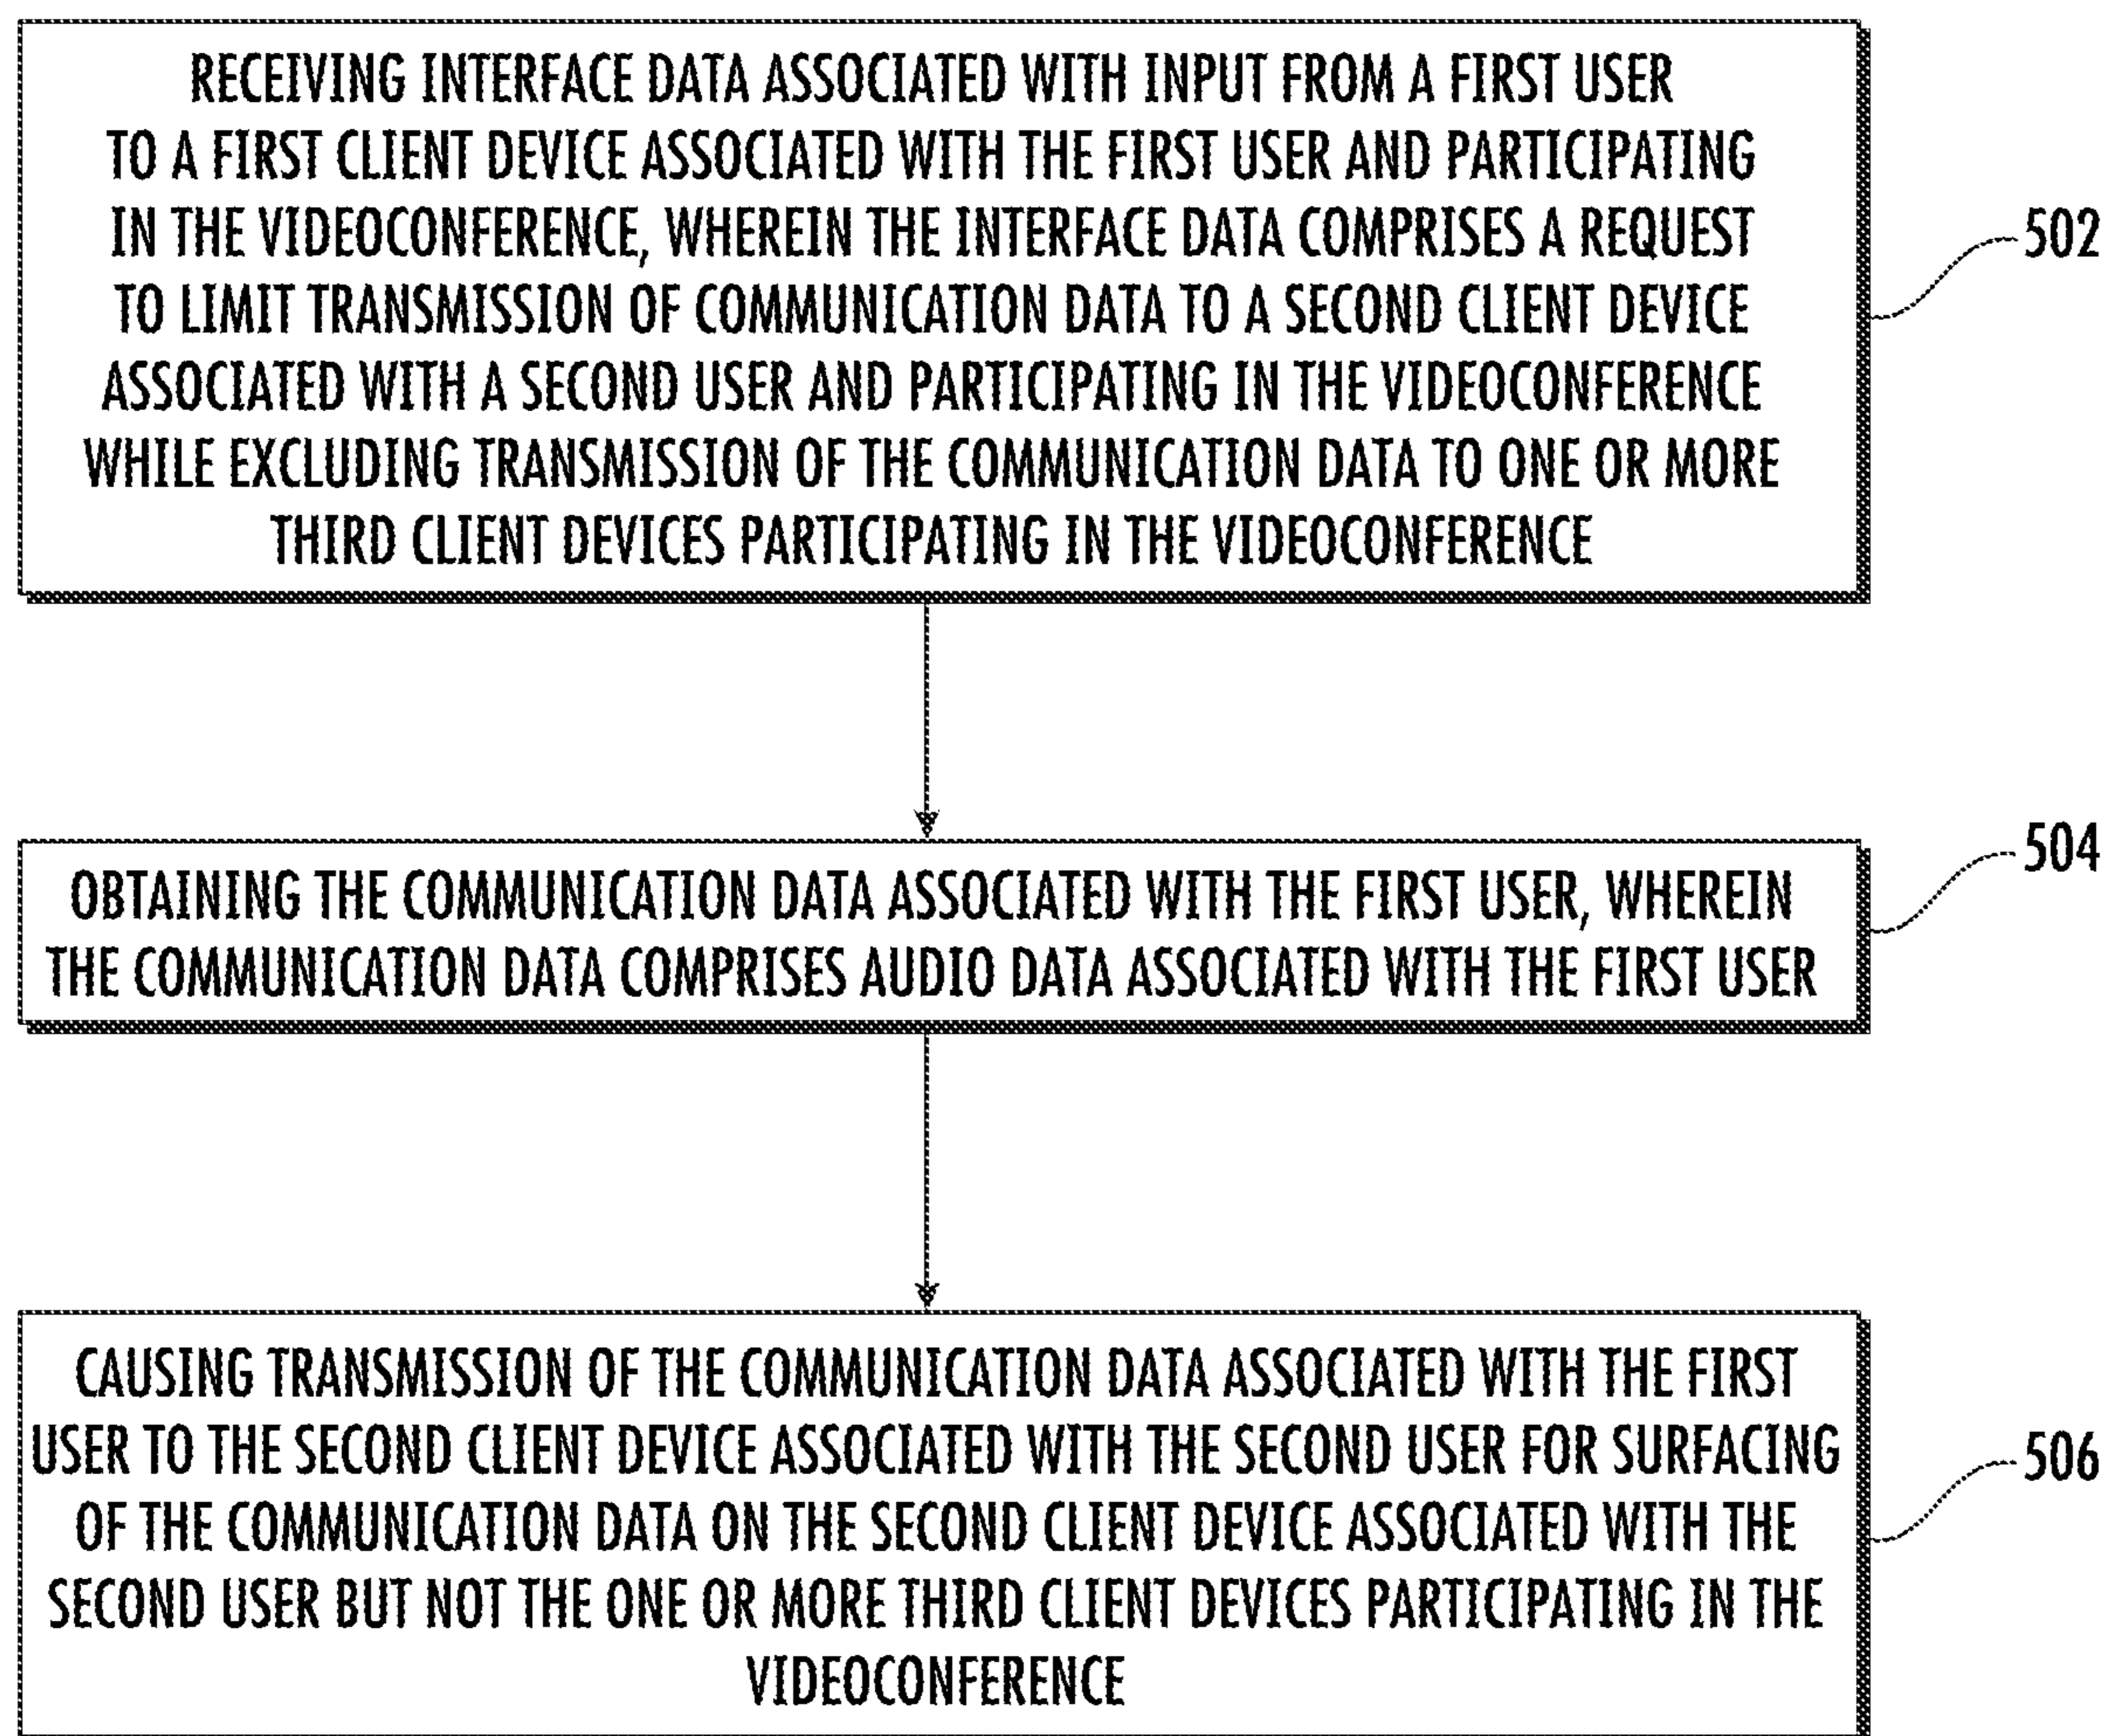 RECEIVING INTERFACE DATA ASSOCIATED WITH INPUT FROM A FIRST USER
TO A FIRST CLIENT DEVICE ASSOCIATED WITH THE FIRST USER AND PARTICIPATING
IN THE VIDEOCONFERENCE, WHEREIN THE INTERFACE DATA COMPRISES A REQUEST
TO LIMIT TRANSMISSION OF COMMUNICATION DATA TO A SECOND CLIENT DEVICE
ASSOCIATED WITH A SECOND USER AND PARTICIPATING IN THE VIDEOCONFERENCE
WHILE EXCLUDING TRANSMISSION OF THE COMMUNICATION DATA TO ONE OR MORE
THIRD CLIENT DEVICES PARTICIPATING IN THE VIDEOCONFERENCE
502
OBTAINING THE COMMUNICATION DATA ASSOCIATED WITH THE FIRST USER, WHEREIN
THE COMMUNICATION DATA COMPRISES AUDIO DATA ASSOCIATED WITH THE FIRST USER
504
CAUSING TRANSMISSION OF THE COMMUNICATION DATA ASSOCIATED WITH THE FIRST
USER TO THE SECOND CLIENT DEVICE ASSOCIATED WITH THE SECOND USER FOR SURFACING
OF THE COMMUNICATION DATA ON THE SECOND CLIENT DEVICE ASSOCIATED WITH THE
SECOND USER BUT NOT THE ONE OR MORE THIRD CLIENT DEVICES PARTICIPATING IN THE
VIDEOCONFERENCE
506